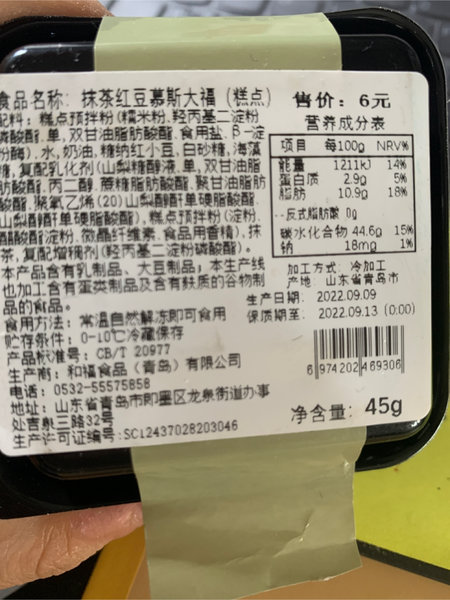 食品名称: 抹茶红豆慕斯大福 (糕点)
售价: 6元
配料: 糕点预拌粉(糯米粉,羟丙基二淀粉
磷酸酯,单,双甘油脂肪酸酯,食用盐,β-淀
粉酶),水,奶油,糖纳红小豆,白砂糖,海藻
糖,复配乳化剂(山梨糖醇液,单,双甘油脂
肪酸酯,丙二醇,蔗糖脂肪酸酯,聚甘油脂肪
酸酯,聚氧乙烯(20)山梨醇酐单硬脂酸酯,
山梨醇酐单硬脂酸酯),糕点预拌粉(淀粉,
醋酸酯淀粉,微晶纤维素,食品用香精),抹
茶,复配增稠剂(羟丙基二淀粉磷酸酯)。
本产品含有乳制品、大豆制品;本生产线
也加工含有蛋类制品及含有麸质的谷物制
品的食品。
食用方法: 常温自然解冻即可食用
贮存条件: 0-10℃冷藏保存
产品标准号: GB/T 20977
生产商: 和福食品(青岛)有限公司
电话: 0532-55575858
地址: 山东省青岛市即墨区龙泉街道办事
处吉泉三路32号
生产许可证编号:SC12437028203046
营养成分表
项目 每100g NRV%
能量 1211kJ 14%
蛋白质 2.9g 5%
脂肪 10.9g 18%
--反式脂肪酸 0g
碳水化合物 44.6g 15%
钠 18mg 1%
加工方式: 冷加工
产地: 山东省青岛市
生产日期: 2022.09.09
保质期至: 2022.09.13 (0:00)
6 974202 469306
净含量: 45g